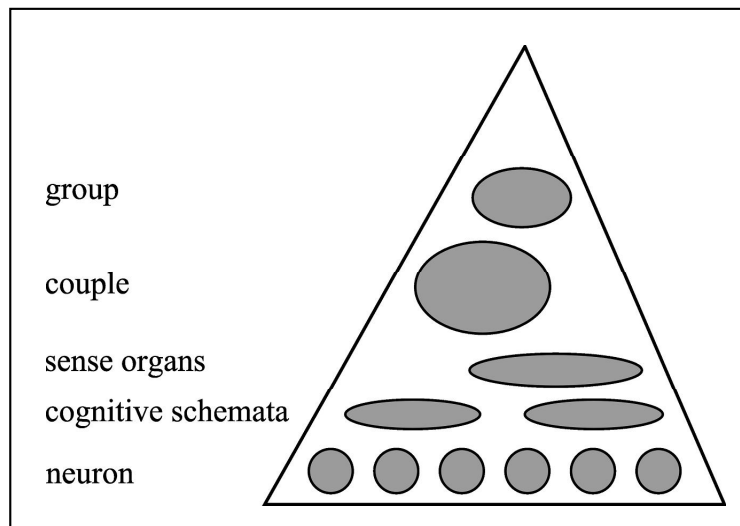 group
couple
sense organs
cognitive schemata
neuron